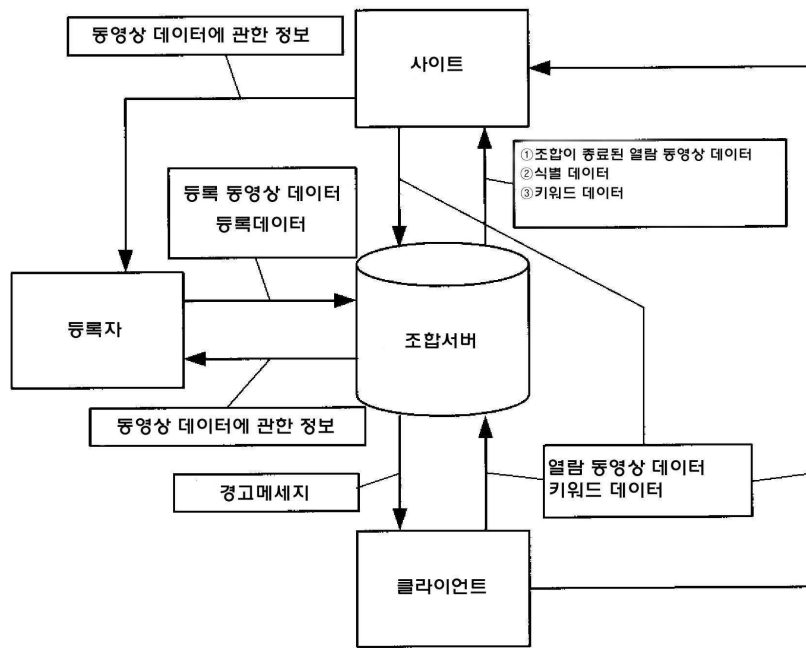 동영상 데이터에 관한 정보
사이트
①조합이 종료된 열람 동영상 데이터
②식별 데이터
③키워드 데이터
등록 동영상 데이터
등록데이터
등록자
조합서버
동영상 데이터에 관한 정보
경고메세지
열람 동영상 데이터
키워드 데이터
클라이언트